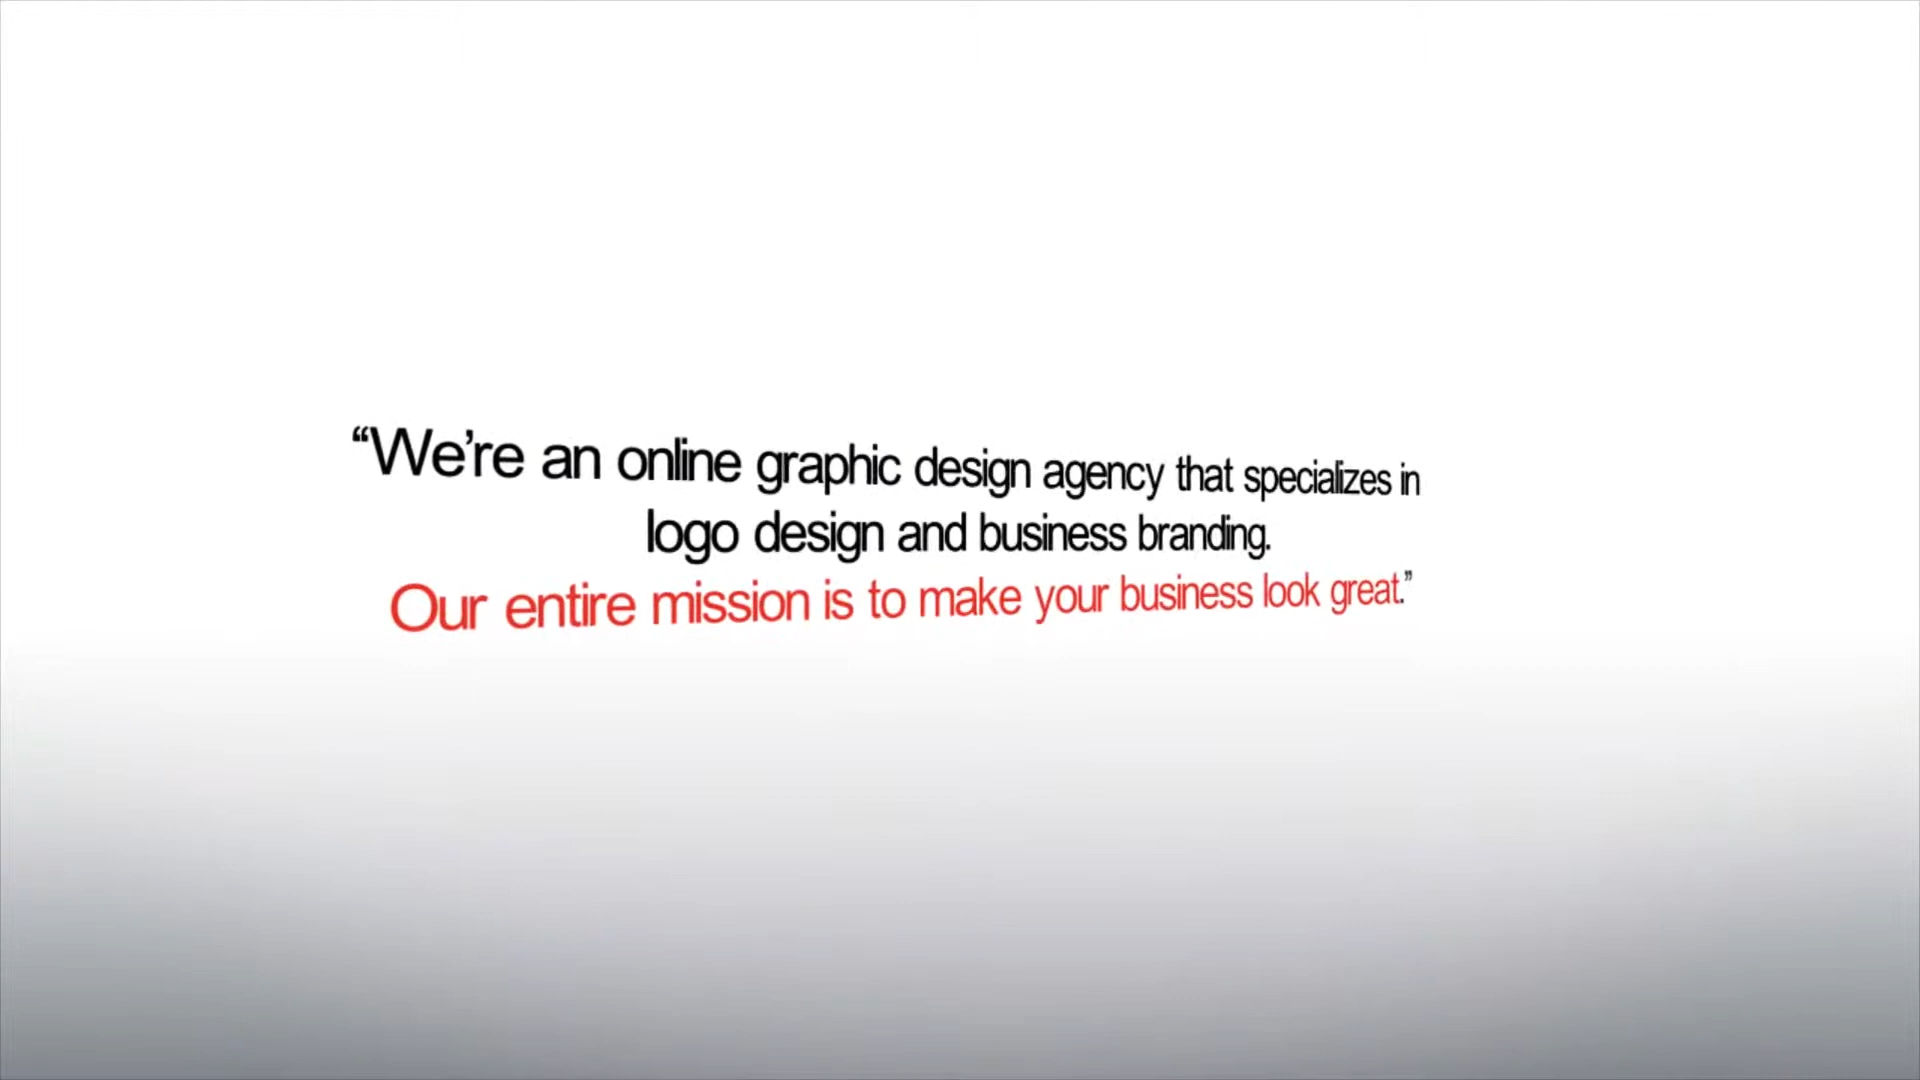 “We’re an online graphic design agency that specializes in
logo design and business branding.
Our entire mission is to make your business look great.”